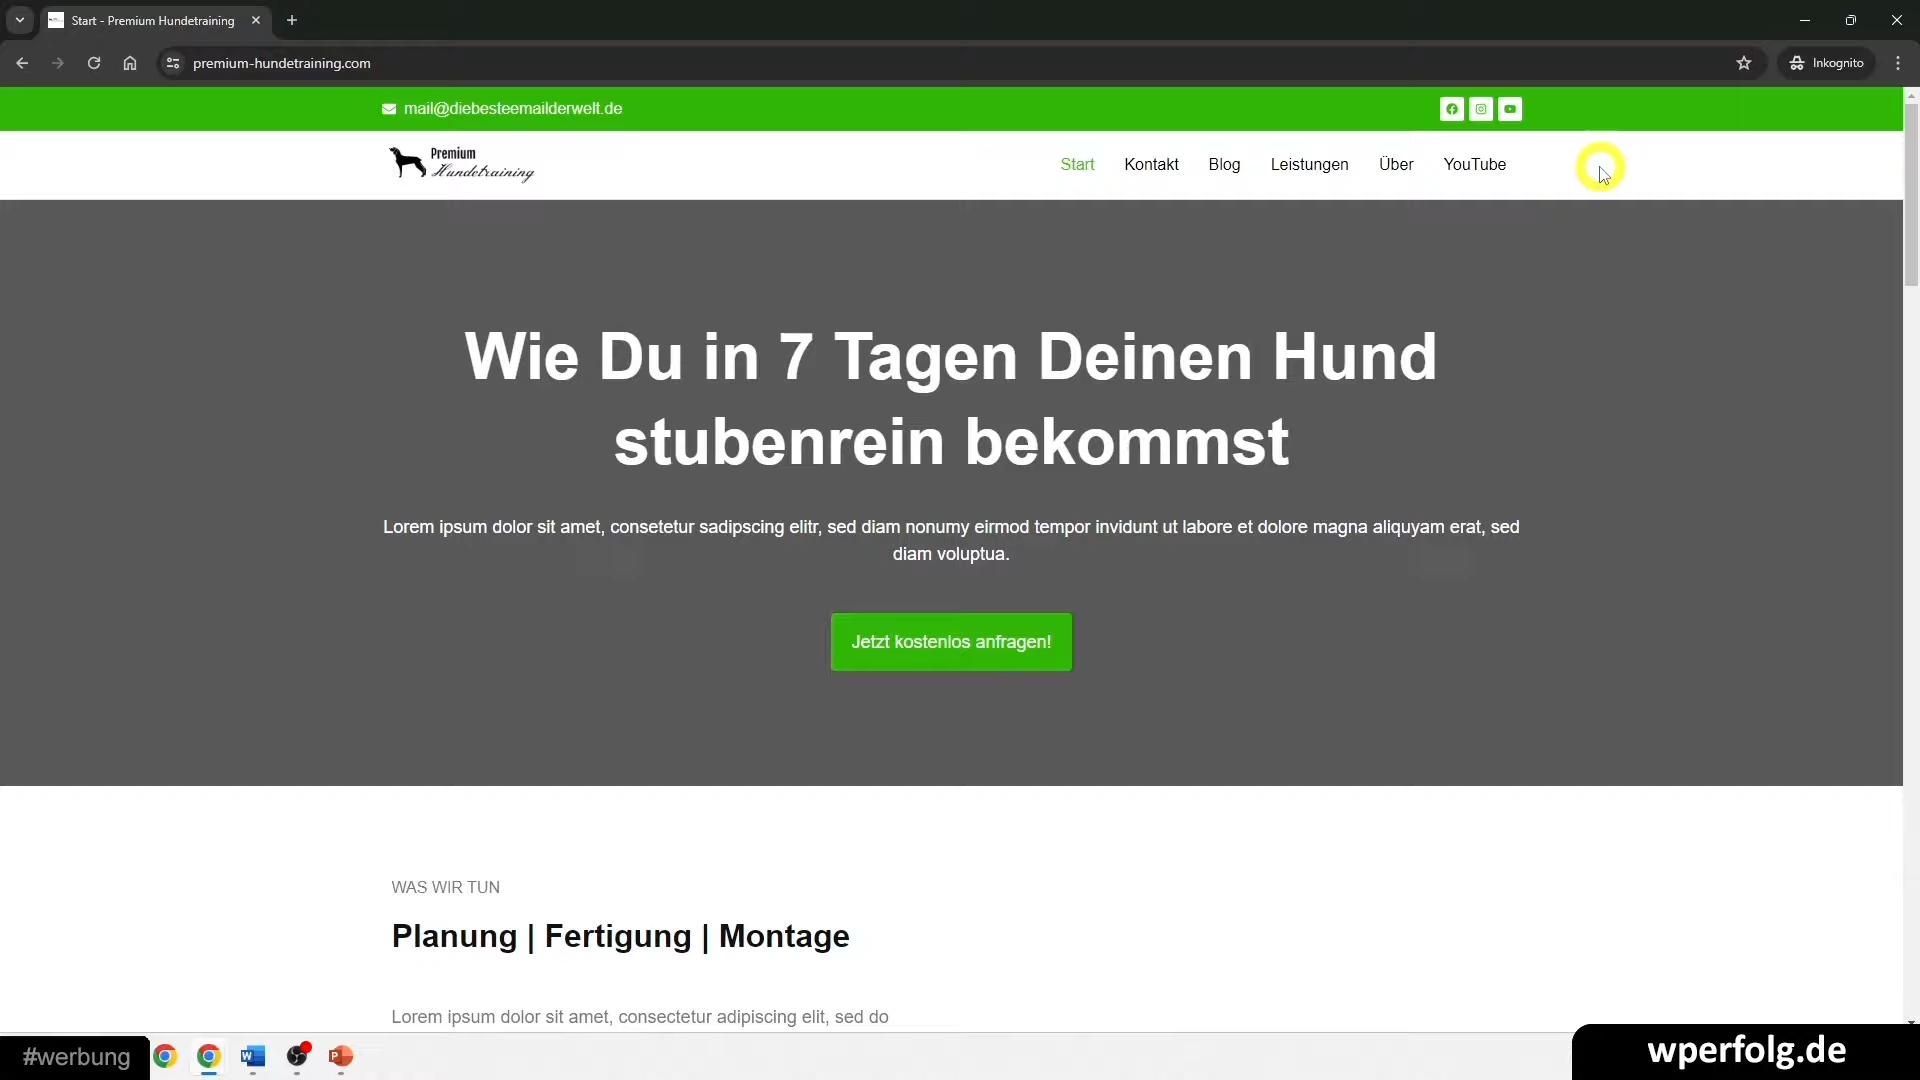 Start - Premium Hundetraining
premium-hundetraining.com
Inkognito
mail@diebesteemailderwelt.de
Premium
Hundetraining
Start Kontakt Blog Leistungen Über YouTube
Wie Du in 7 Tagen Deinen Hund
stubenrein bekommst
Lorem ipsum dolor sit amet, consetetur sadipscing elitr, sed diam nonumy eirmod tempor invidunt ut labore et dolore magna aliquyam erat, sed
diam voluptua.
Jetzt kostenlos anfragen!
WAS WIR TUN
Planung | Fertigung | Montage
Lorem ipsum dolor sit amet, consectetur adipiscing elit, sed do
#werbung
wperfolg.de